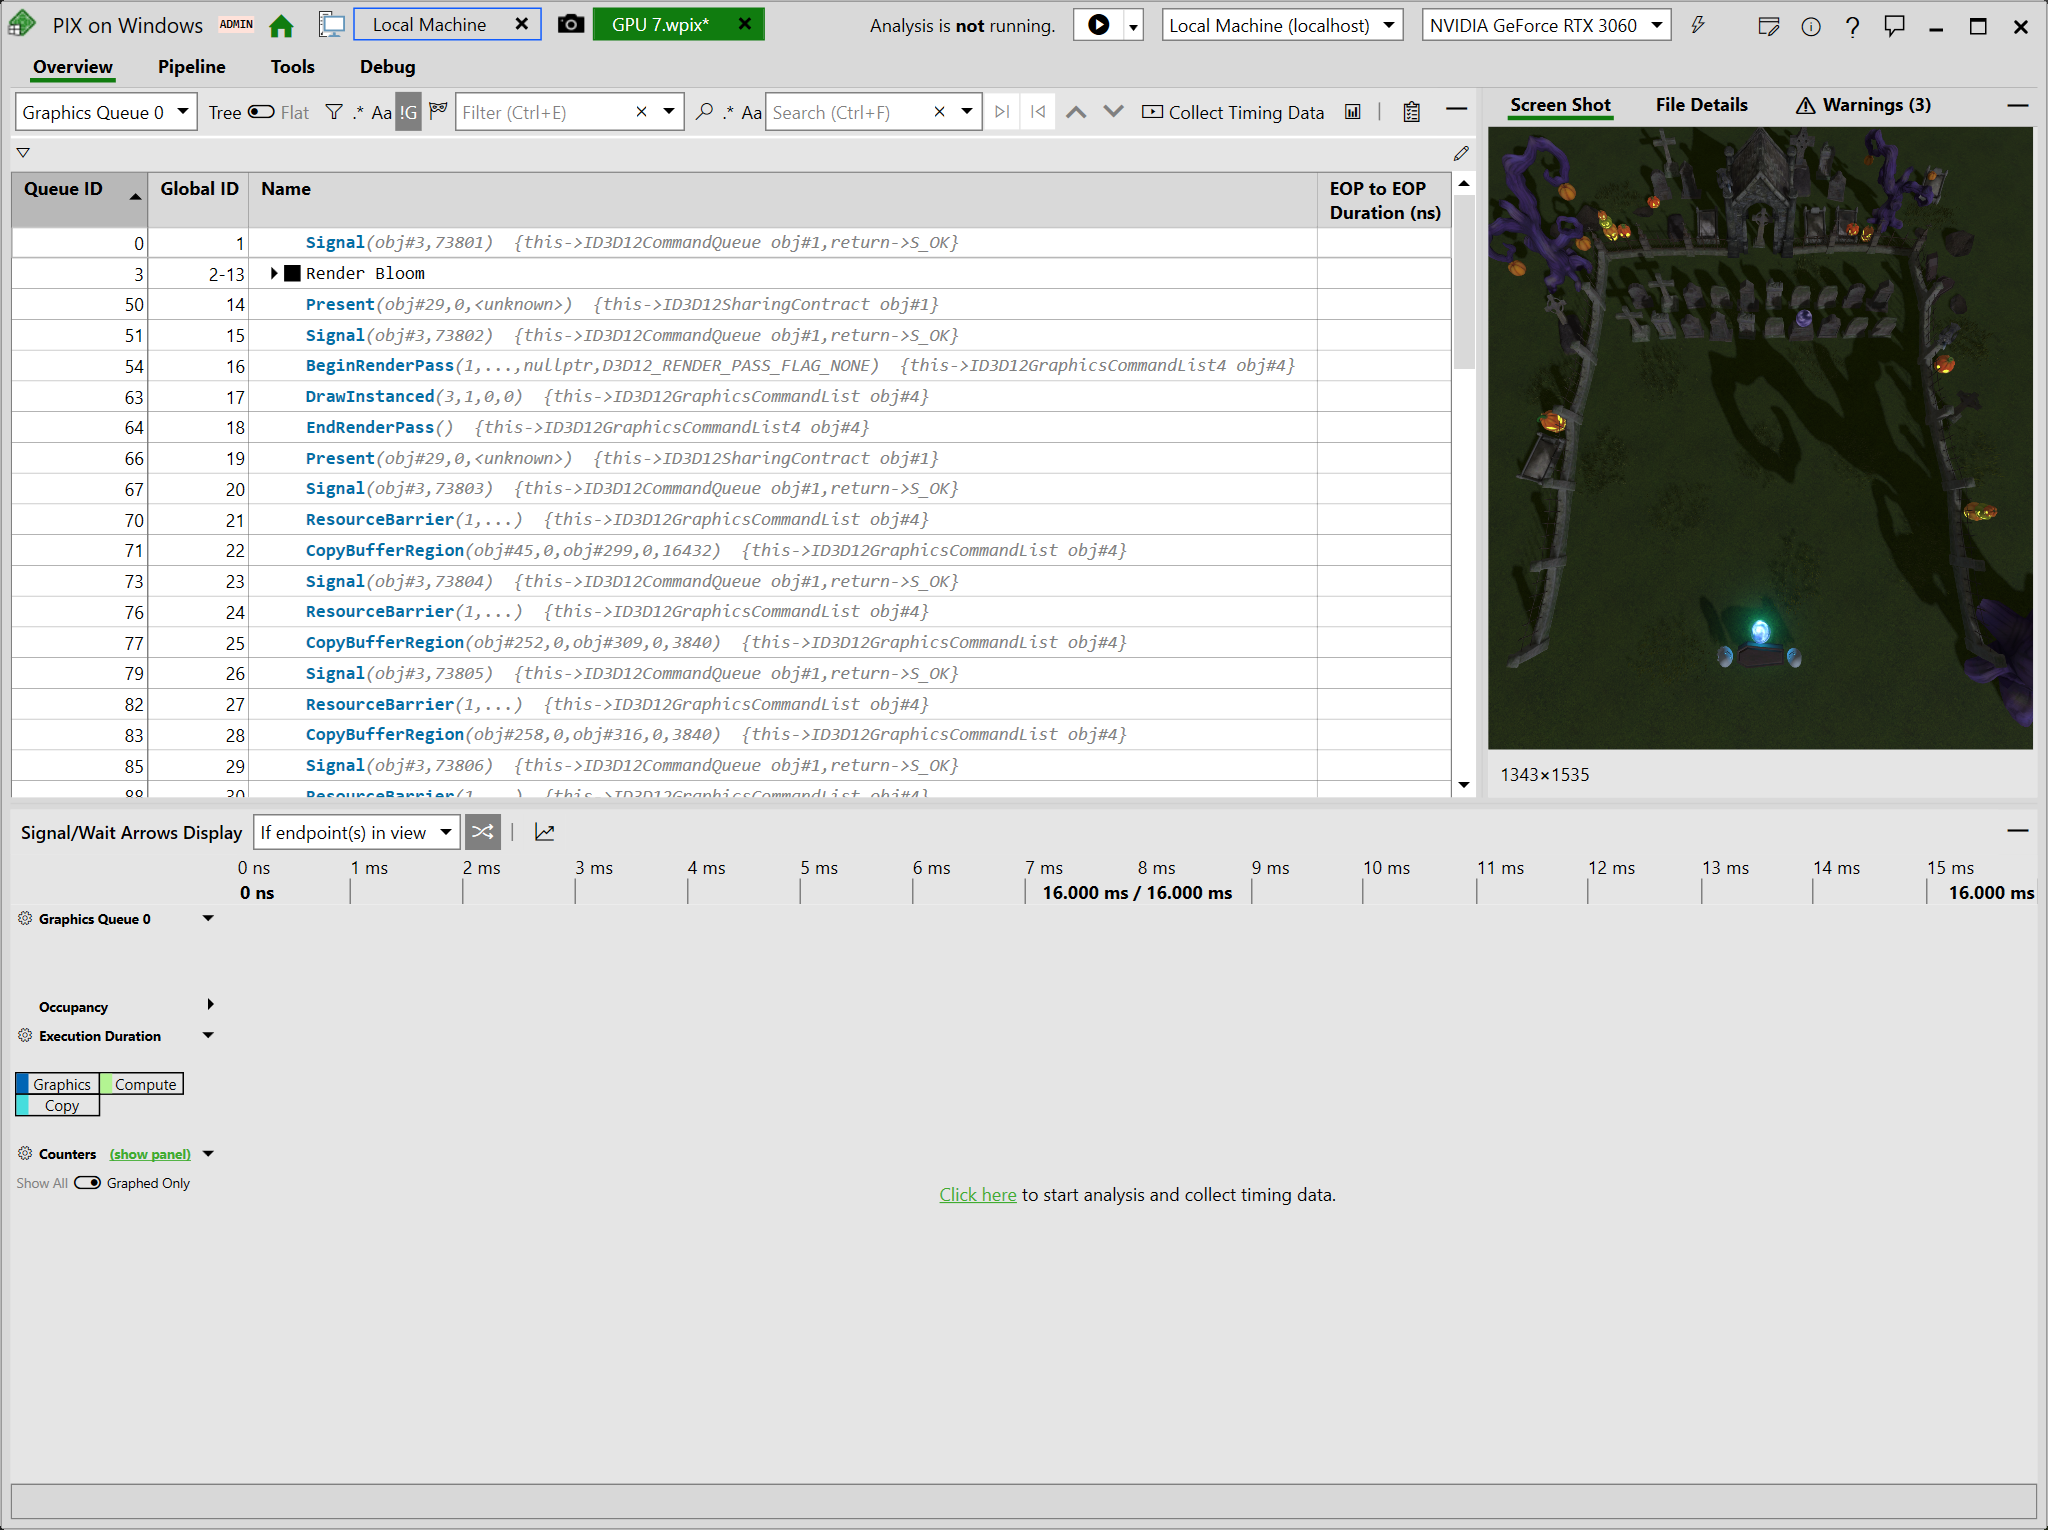 PIX on Windows ADMIN Local Machine GPU 7.wpix* Analysis is not running. Local Machine (localhost) NVIDIA GeForce RTX 3060
Overview Pipeline Tools Debug
Graphics Queue 0 Tree Flat .* Aa !G Filter (Ctrl+E) .* Aa Search (Ctrl+F) Collect Timing Data
Queue ID Global ID Name EOP to EOP Duration (ns)
0 1 Signal(obj#3,73801) {this->ID3D12CommandQueue obj#1,return->S_OK}
3 2-13 Render Bloom
50 14 Present(obj#29,0,<unknown>) {this->ID3D12SharingContract obj#1}
51 15 Signal(obj#3,73802) {this->ID3D12CommandQueue obj#1,return->S_OK}
54 16 BeginRenderPass(1,...,nullptr,D3D12_RENDER_PASS_FLAG_NONE) {this->ID3D12GraphicsCommandList4 obj#4}
63 17 DrawInstanced(3,1,0,0) {this->ID3D12GraphicsCommandList obj#4}
64 18 EndRenderPass() {this->ID3D12GraphicsCommandList4 obj#4}
66 19 Present(obj#29,0,<unknown>) {this->ID3D12SharingContract obj#1}
67 20 Signal(obj#3,73803) {this->ID3D12CommandQueue obj#1,return->S_OK}
70 21 ResourceBarrier(1,...) {this->ID3D12GraphicsCommandList obj#4}
71 22 CopyBufferRegion(obj#45,0,obj#299,0,16432) {this->ID3D12GraphicsCommandList obj#4}
73 23 Signal(obj#3,73804) {this->ID3D12CommandQueue obj#1,return->S_OK}
76 24 ResourceBarrier(1,...) {this->ID3D12GraphicsCommandList obj#4}
77 25 CopyBufferRegion(obj#252,0,obj#309,0,3840) {this->ID3D12GraphicsCommandList obj#4}
79 26 Signal(obj#3,73805) {this->ID3D12CommandQueue obj#1,return->S_OK}
82 27 ResourceBarrier(1,...) {this->ID3D12GraphicsCommandList obj#4}
83 28 CopyBufferRegion(obj#258,0,obj#316,0,3840) {this->ID3D12GraphicsCommandList obj#4}
85 29 Signal(obj#3,73806) {this->ID3D12CommandQueue obj#1,return->S_OK}
88 30 ResourceBarrier(1,...) {this->ID3D12GraphicsCommandList obj#4}
Screen Shot File Details Warnings (3)
1343×1535
Signal/Wait Arrows Display If endpoint(s) in view
0 ns 1 ms 2 ms 3 ms 4 ms 5 ms 6 ms 7 ms 8 ms 9 ms 10 ms 11 ms 12 ms 13 ms 14 ms 15 ms
0 ns 16.000 ms / 16.000 ms 16.000 ms
Graphics Queue 0
Occupancy
Execution Duration
Graphics Compute
Copy
Counters (show panel)
Show All Graphed Only
Click here to start analysis and collect timing data.